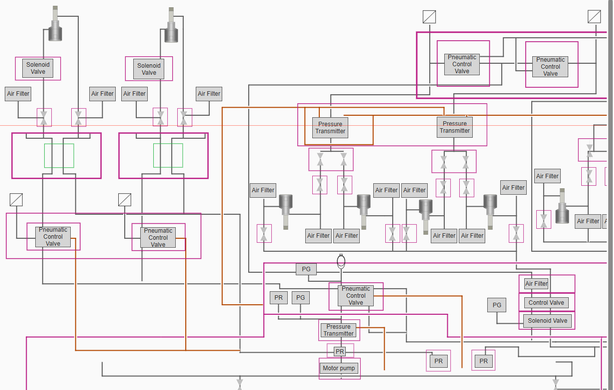 Solenoid
Valve
Solenoid
Valve
Air Filter
Air Filter
Air Filter
Air Filter
Pneumatic
Control
Valve
Pneumatic
Control
Valve
Pressure
Transmitter
Pressure
Transmitter
Air Filter
Air Filter
Air Filter
Air Filter
Air Filter
Air Filter
Air Filter
Air Filter
Air Filter
Air Filter
Pneumatic
Control
Valve
Pneumatic
Control
Valve
PG
PR
PG
Pneumatic
Control
Valve
Pressure
Transmitter
PR
Motor pump
PG
Air Filter
Control Valve
Solenoid Valve
PR
PR